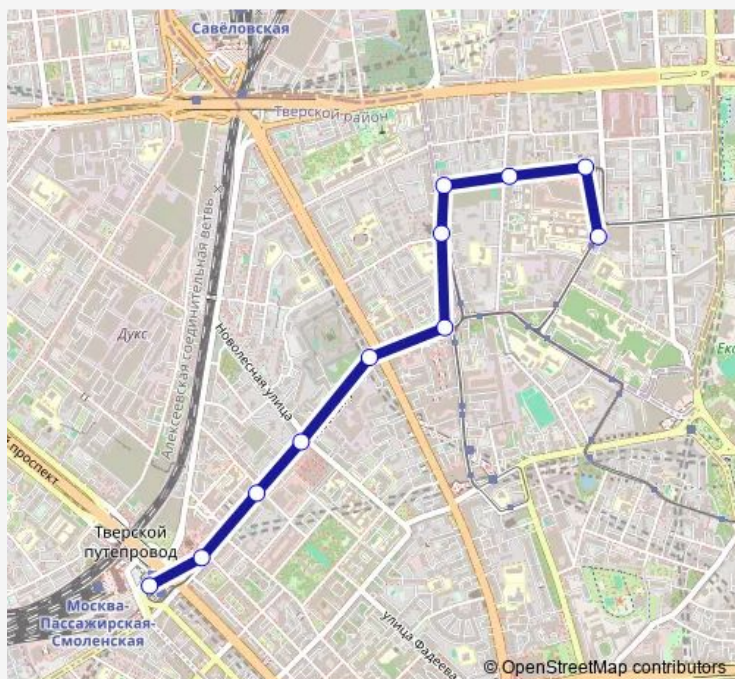 Савёловская
Тверской район
Алексеевская соединительная ветвь
Дукс
Новолесная улица
й проспект
Ека
Тверской
путепровод
Москва-
Пассажирская-
Смоленская
улица Фадеева
© OpenStreetMap contributors